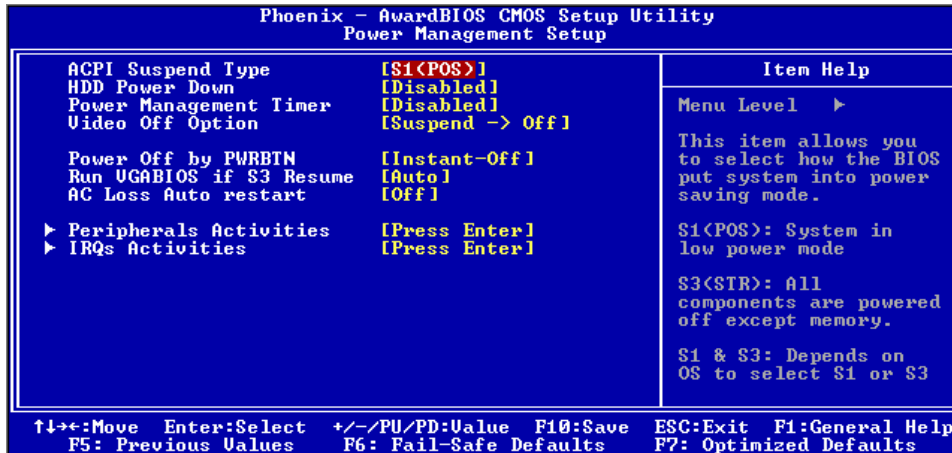 Phoenix - AwardBIOS CMOS Setup Utility
Power Management Setup
ACPI Suspend Type [S1(POS)]
HDD Power Down [Disabled]
Power Management Timer [Disabled]
Video Off Option [Suspend -> Off]
Power Off by PWRBTN [Instant-Off]
Run VGABIOS if S3 Resume [Auto]
AC Loss Auto restart [Off]
▶ Peripherals Activities [Press Enter]
▶ IRQs Activities [Press Enter]
Item Help
Menu Level ▶
This item allows you
to select how the BIOS
put system into power
saving mode.
S1(POS): System in
low power mode
S3(STR): All
components are powered
off except memory.
S1 & S3: Depends on
OS to select S1 or S3
↑↓→←:Move Enter:Select +/-/PU/PD:Value F10:Save ESC:Exit F1:General Help
F5: Previous Values F6: Fail-Safe Defaults F7: Optimized Defaults